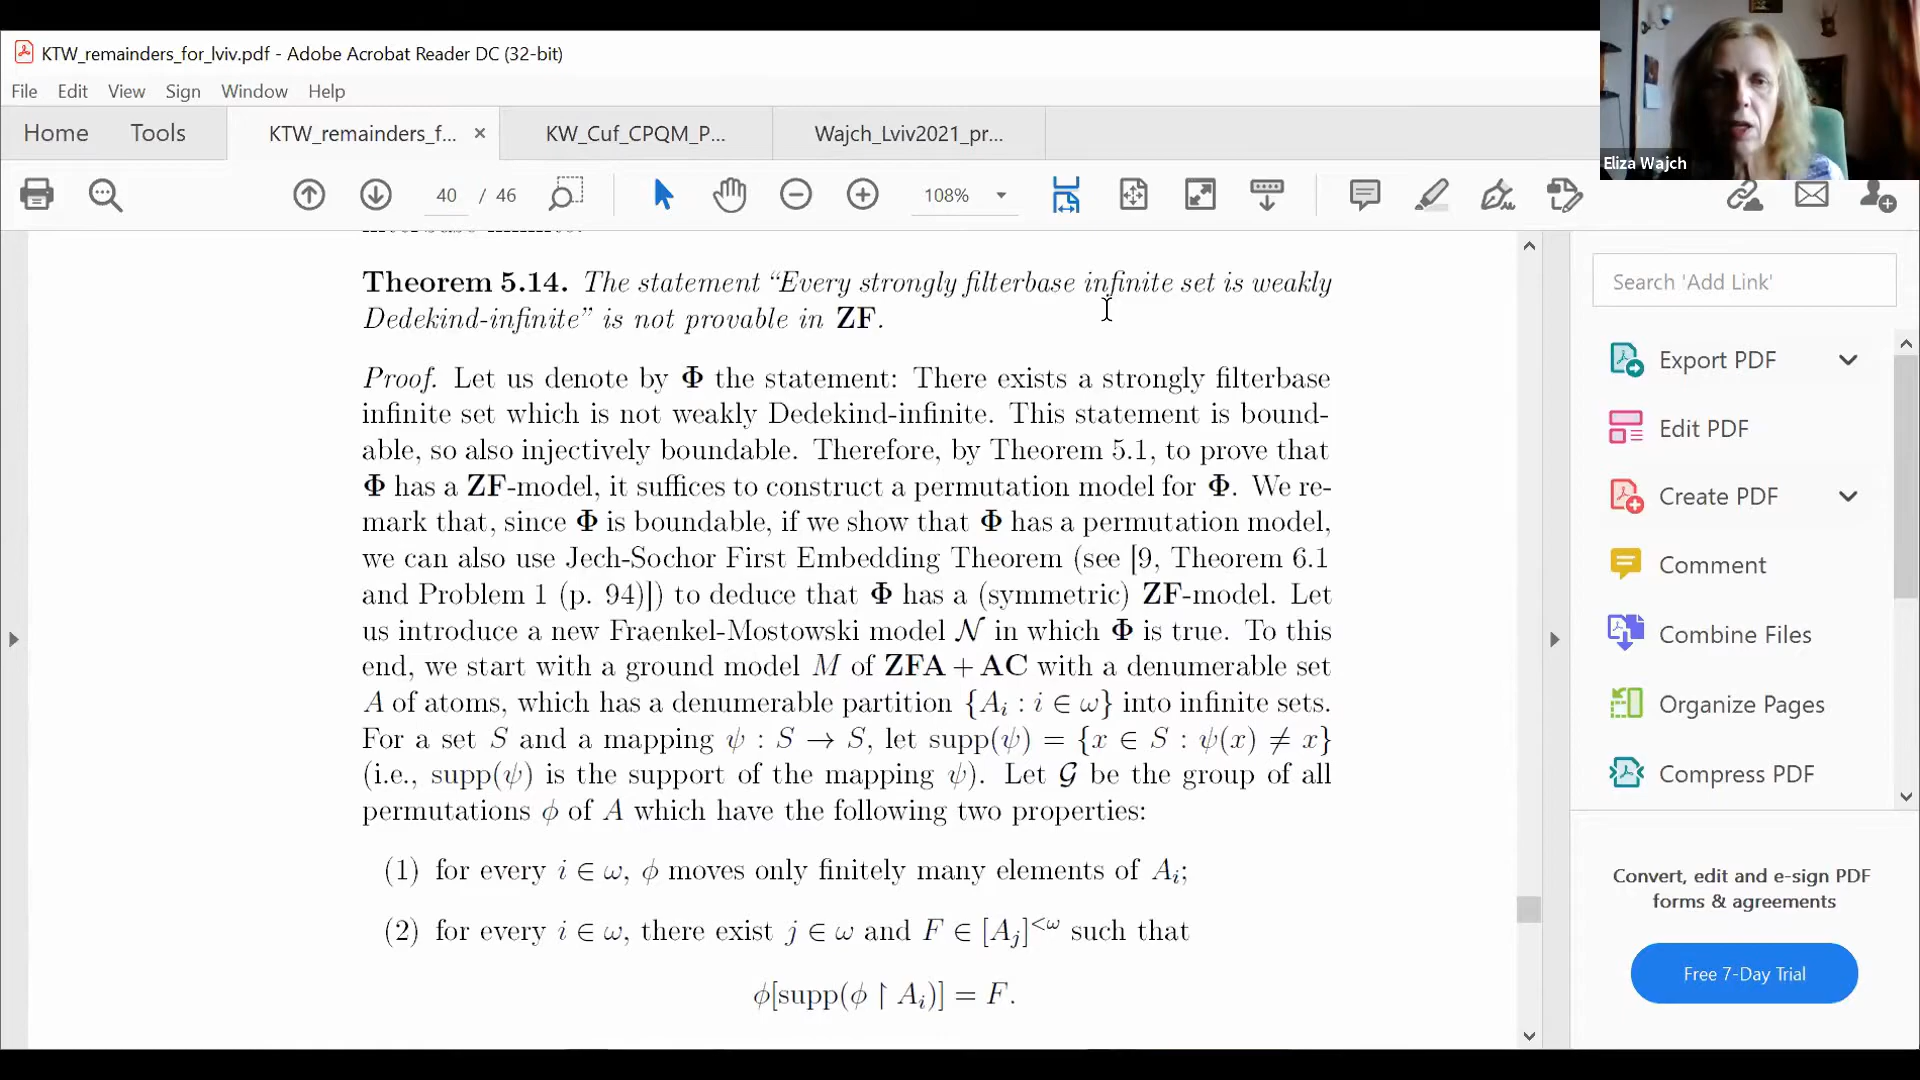 KTW_remainders_for_lviv.pdf - Adobe Acrobat Reader DC (32-bit)
File Edit View Sign Window Help
Home Tools KTW_remainders_f... × KW_Cuf_CPQM_P... Wajch_Lviv2021_pr...
Eliza Wajch
40 / 46 108%
Theorem 5.14. The statement “Every strongly filterbase infinite set is weakly
Dedekind-infinite” is not provable in ZF.
Proof. Let us denote by Φ the statement: There exists a strongly filterbase
infinite set which is not weakly Dedekind-infinite. This statement is bound-
able, so also injectively boundable. Therefore, by Theorem 5.1, to prove that
Φ has a ZF-model, it suffices to construct a permutation model for Φ. We re-
mark that, since Φ is boundable, if we show that Φ has a permutation model,
we can also use Jech-Sochor First Embedding Theorem (see [9, Theorem 6.1
and Problem 1 (p. 94)]) to deduce that Φ has a (symmetric) ZF-model. Let
us introduce a new Fraenkel-Mostowski model 𝒩 in which Φ is true. To this
end, we start with a ground model M of ZFA + AC with a denumerable set
A of atoms, which has a denumerable partition {A_i : i ∈ ω} into infinite sets.
For a set S and a mapping ψ : S → S, let supp(ψ) = {x ∈ S : ψ(x) ≠ x}
(i.e., supp(ψ) is the support of the mapping ψ). Let 𝒢 be the group of all
permutations ϕ of A which have the following two properties:
(1) for every i ∈ ω, ϕ moves only finitely many elements of A_i;
(2) for every i ∈ ω, there exist j ∈ ω and F ∈ [A_j]^{<ω} such that
ϕ[supp(ϕ ↾ A_i)] = F.
Search 'Add Link'
Export PDF
Edit PDF
Create PDF
Comment
Combine Files
Organize Pages
Compress PDF
Convert, edit and e-sign PDF
forms & agreements
Free 7-Day Trial